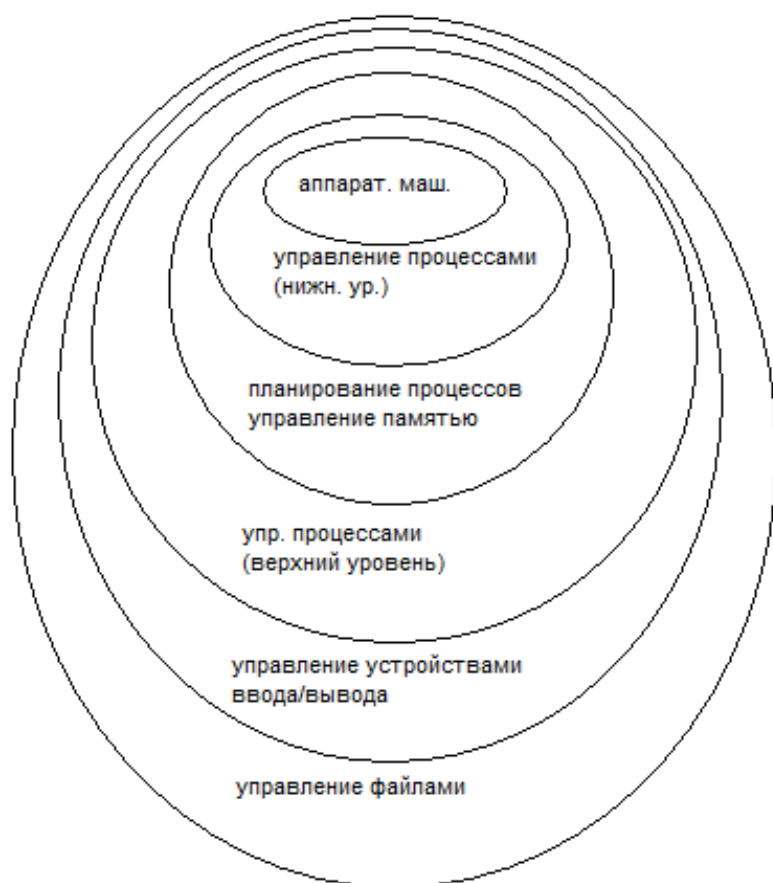 аппарат. маш.
управление процессами
(нижн. ур.)
планирование процессов
управление памятью
упр. процессами
(верхний уровень)
управление устройствами
ввода/вывода
управление файлами